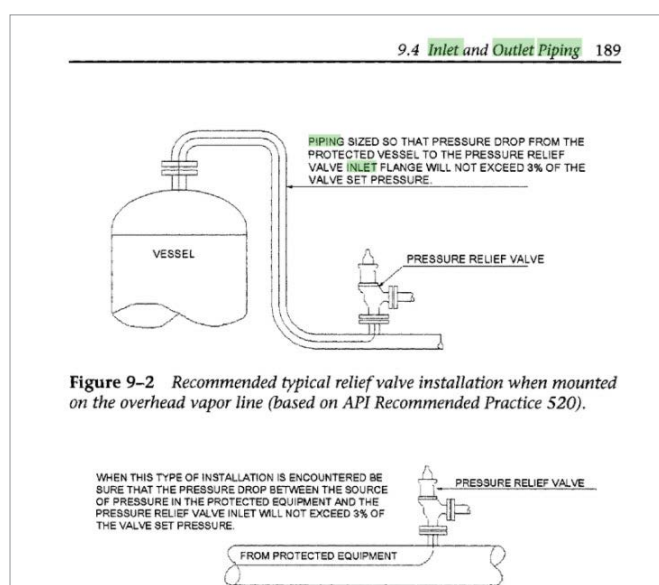 9.4 Inlet and Outlet Piping 189
PIPING SIZED SO THAT PRESSURE DROP FROM THE
PROTECTED VESSEL TO THE PRESSURE RELIEF
VALVE INLET FLANGE WILL NOT EXCEED 3% OF THE
VALVE SET PRESSURE.
VESSEL
PRESSURE RELIEF VALVE
Figure 9–2 Recommended typical relief valve installation when mounted
on the overhead vapor line (based on API Recommended Practice 520).
WHEN THIS TYPE OF INSTALLATION IS ENCOUNTERED BE
SURE THAT THE PRESSURE DROP BETWEEN THE SOURCE
OF PRESSURE IN THE PROTECTED EQUIPMENT AND THE
PRESSURE RELIEF VALVE INLET WILL NOT EXCEED 3% OF
THE VALVE SET PRESSURE.
PRESSURE RELIEF VALVE
FROM PROTECTED EQUIPMENT